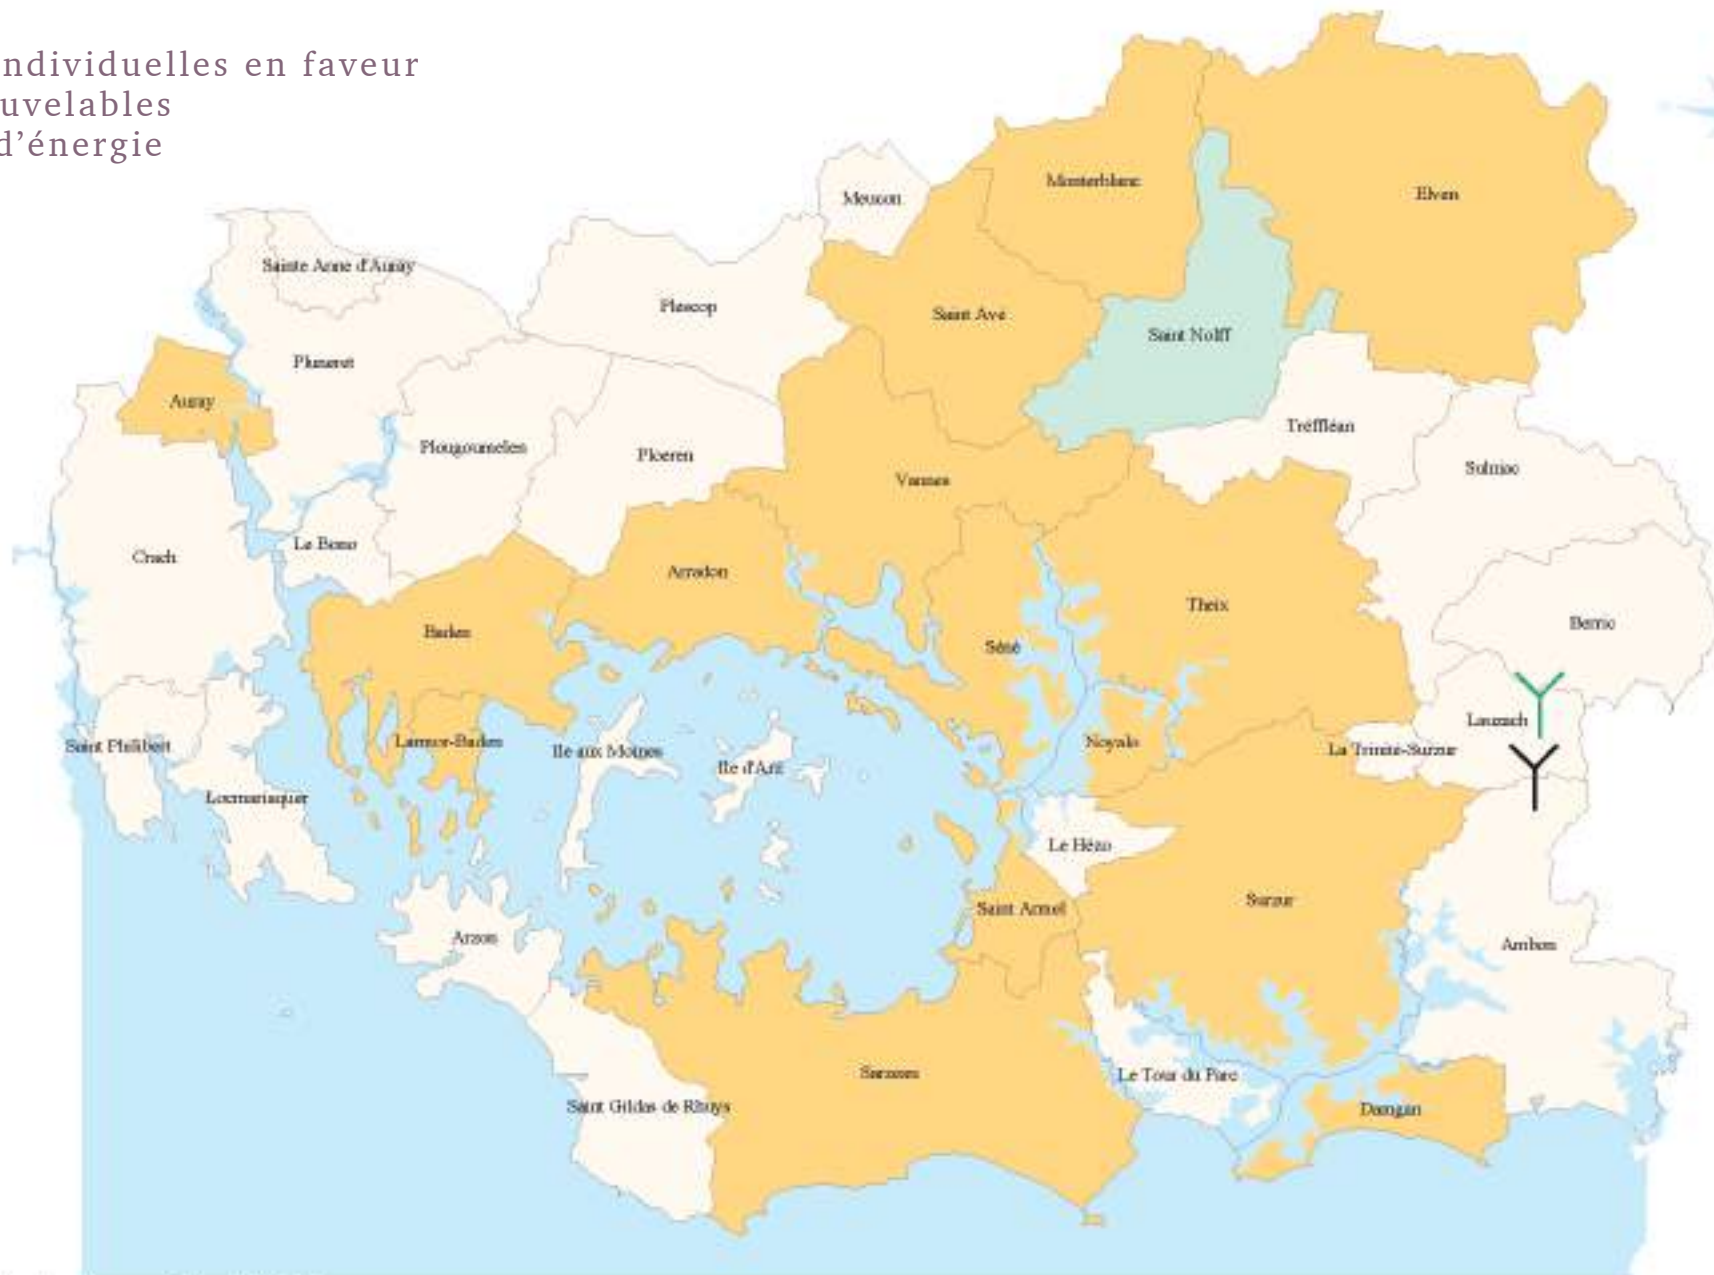 ndividuelles en faveur
uvelables
d'énergie
Meucon
Monterblanc
Elven
Sainte Anne d'Auray
Plescop
Saint Avé
Saint Nolff
Pluneret
Auray
Tréffléan
Plougoumelen
Ploeren
Sulniac
Vannes
Le Bono
Crach
Arradon
Theix
Berric
Baden
Séné
Lauzach
Saint Philibert
Larmor-Baden
Ile aux Moines
Noyalo
La Trinité-Surzur
Ile d'Arz
Locmariaquer
Le Hézo
Surzur
Saint Armel
Arzon
Ambon
Sarzeau
Le Tour du Parc
Saint Gildas de Rhuys
Damgan